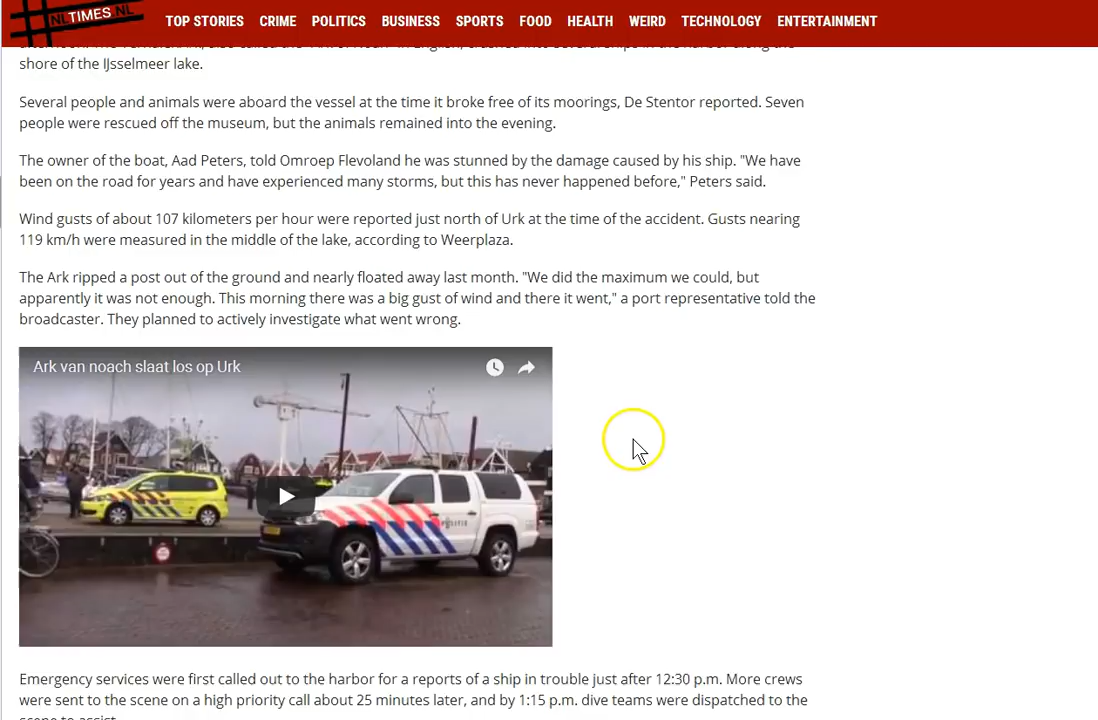 NLTIMES.NL
TOP STORIES CRIME POLITICS BUSINESS SPORTS FOOD HEALTH WEIRD TECHNOLOGY ENTERTAINMENT
shore of the IJsselmeer lake.
Several people and animals were aboard the vessel at the time it broke free of its moorings, De Stentor reported. Seven
people were rescued off the museum, but the animals remained into the evening.
The owner of the boat, Aad Peters, told Omroep Flevoland he was stunned by the damage caused by his ship. "We have
been on the road for years and have experienced many storms, but this has never happened before," Peters said.
Wind gusts of about 107 kilometers per hour were reported just north of Urk at the time of the accident. Gusts nearing
119 km/h were measured in the middle of the lake, according to Weerplaza.
The Ark ripped a post out of the ground and nearly floated away last month. "We did the maximum we could, but
apparently it was not enough. This morning there was a big gust of wind and there it went," a port representative told the
broadcaster. They planned to actively investigate what went wrong.
Ark van noach slaat los op Urk
POLITIE
Emergency services were first called out to the harbor for a reports of a ship in trouble just after 12:30 p.m. More crews
were sent to the scene on a high priority call about 25 minutes later, and by 1:15 p.m. dive teams were dispatched to the
scene to assist.